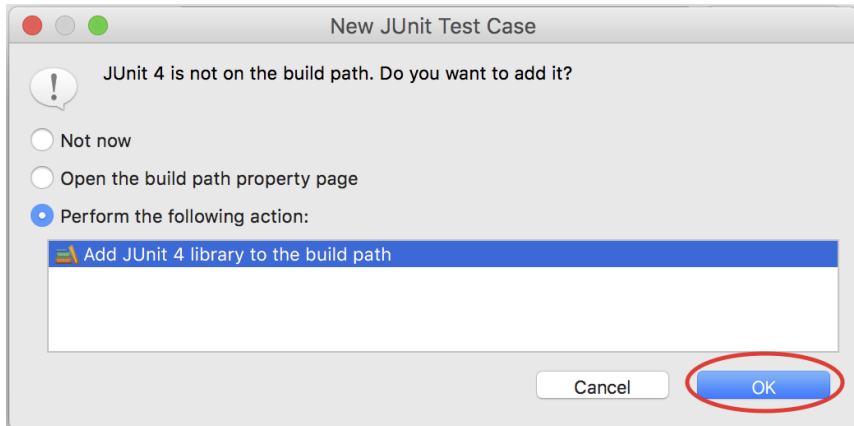 New JUnit Test Case
JUnit 4 is not on the build path. Do you want to add it?
Not now
Open the build path property page
Perform the following action:
Add JUnit 4 library to the build path
Cancel
OK